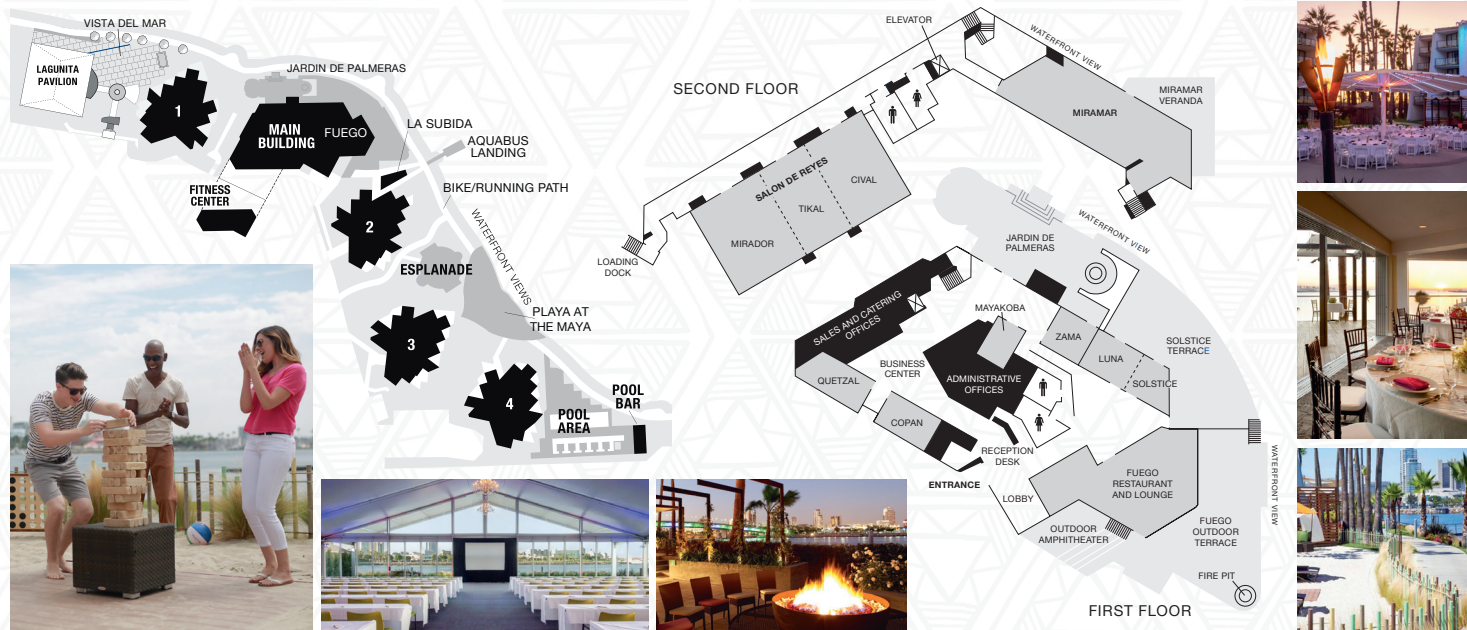 VISTA DEL MAR
LAGUNITA
PAVILION
1
JARDIN DE PALMERAS
MAIN
BUILDING
FUEGO
LA SUBIDA
AQUABUS
LANDING
FITNESS
CENTER
BIKE/RUNNING PATH
2
WATERFRONT VIEWS
ESPLANADE
PLAYA AT
THE MAYA
3
4
POOL
BAR
POOL
AREA
SECOND FLOOR
ELEVATOR
WATERFRONT VIEW
MIRAMAR
MIRAMAR
VERANDA
SALON DE REYES
CIVAL
TIKAL
MIRADOR
LOADING
DOCK
JARDIN DE
PALMERAS
WATERFRONT VIEW
SALES AND CATERING
OFFICES
MAYAKOBA
ZAMA
LUNA
SOLSTICE
SOLSTICE
TERRACE
BUSINESS
CENTER
QUETZAL
ADMINISTRATIVE
OFFICES
COPAN
RECEPTION
DESK
ENTRANCE
LOBBY
FUEGO
RESTAURANT
AND LOUNGE
WATERFRONT VIEW
OUTDOOR
AMPHITHEATER
FUEGO
OUTDOOR
TERRACE
FIRE PIT
FIRST FLOOR